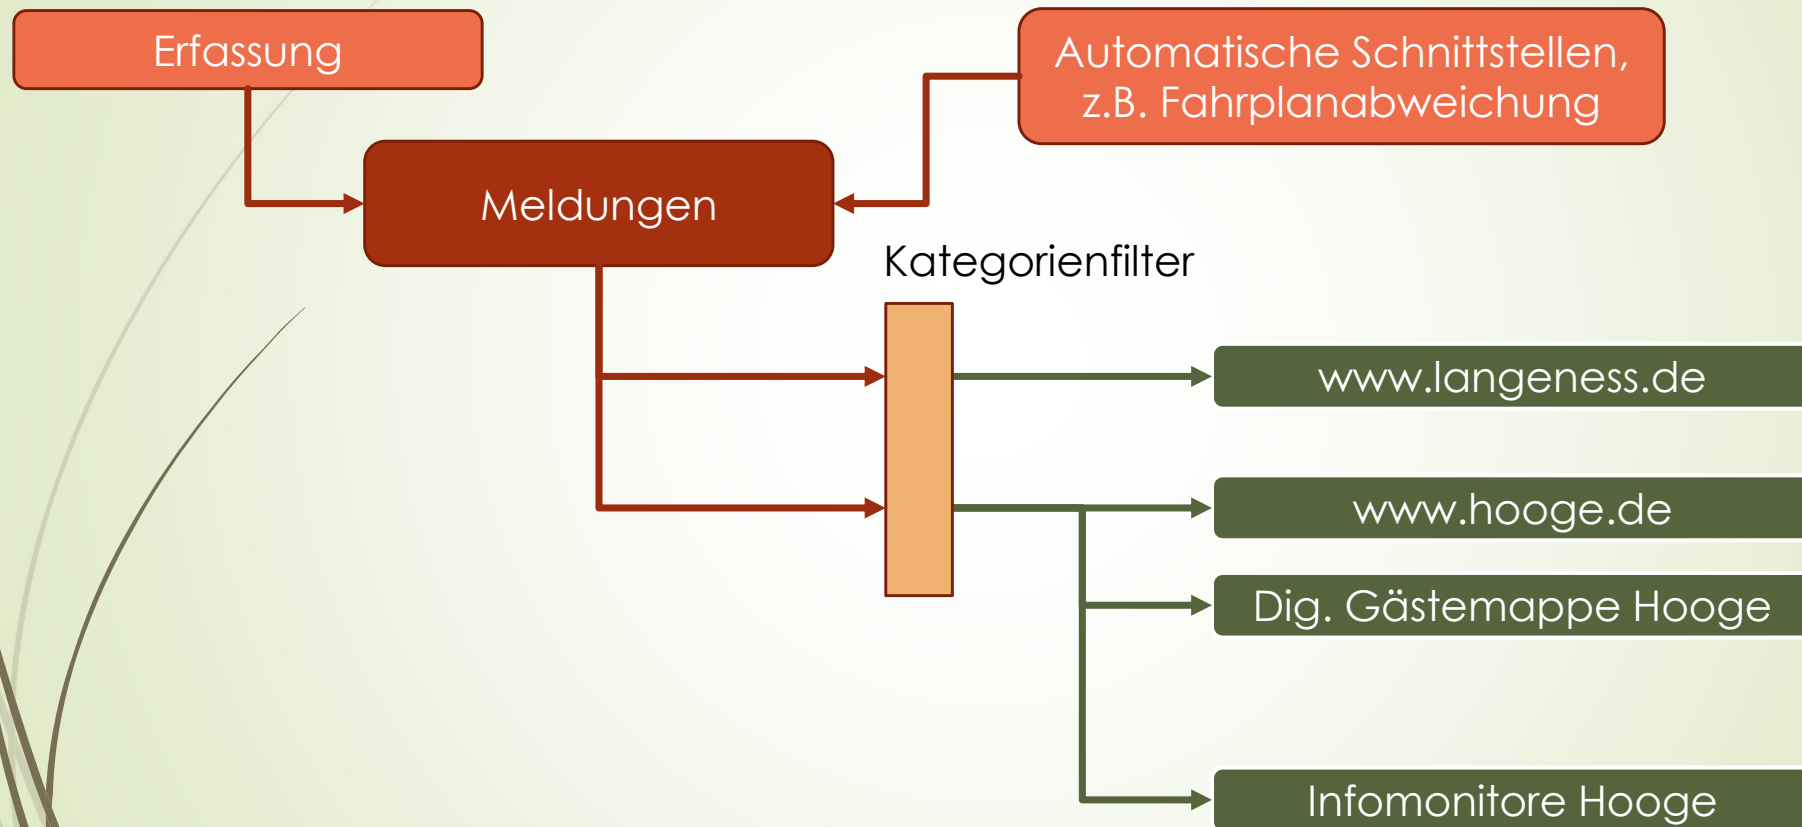 Erfassung
Automatische Schnittstellen,
z.B. Fahrplanabweichung
Meldungen
Kategorienfilter
www.langeness.de
www.hooge.de
Dig. Gästemappe Hooge
Infomonitore Hooge